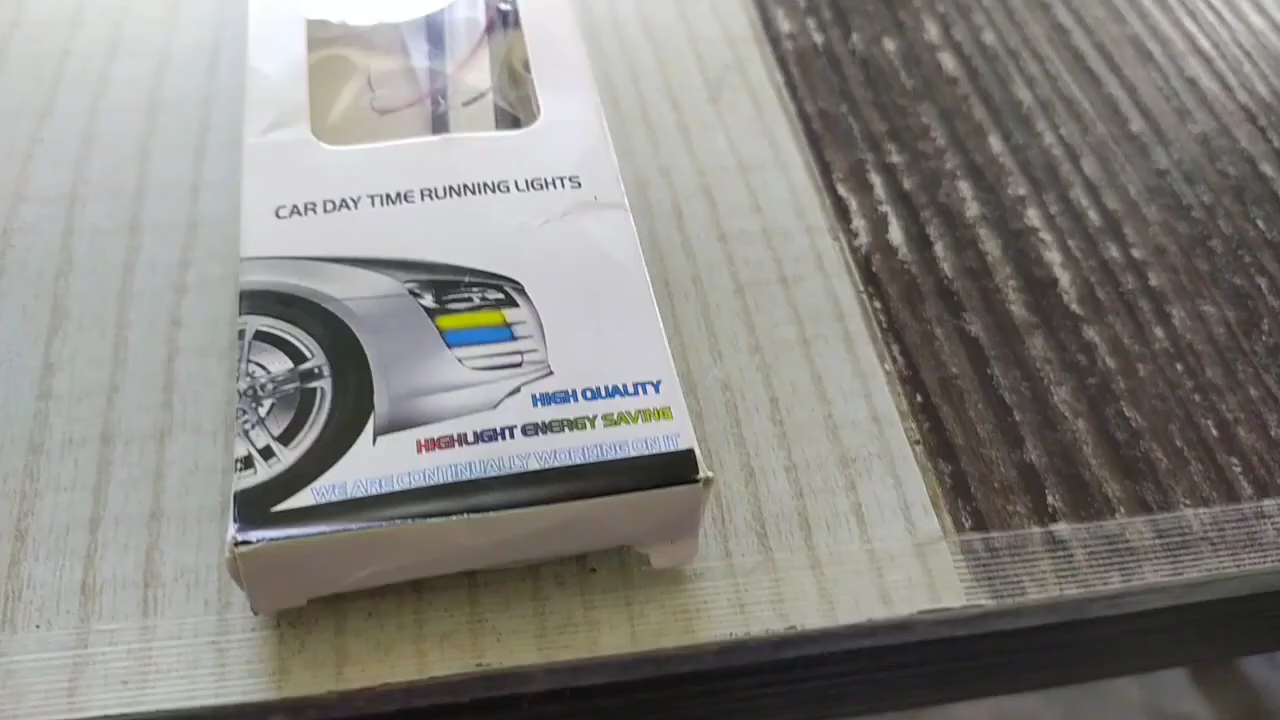 CAR DAY TIME RUNNING LIGHTS
HIGH QUALITY
HIGHLIGHT ENERGY SAVING
WE ARE CONTINUALLY WORKING ON IT